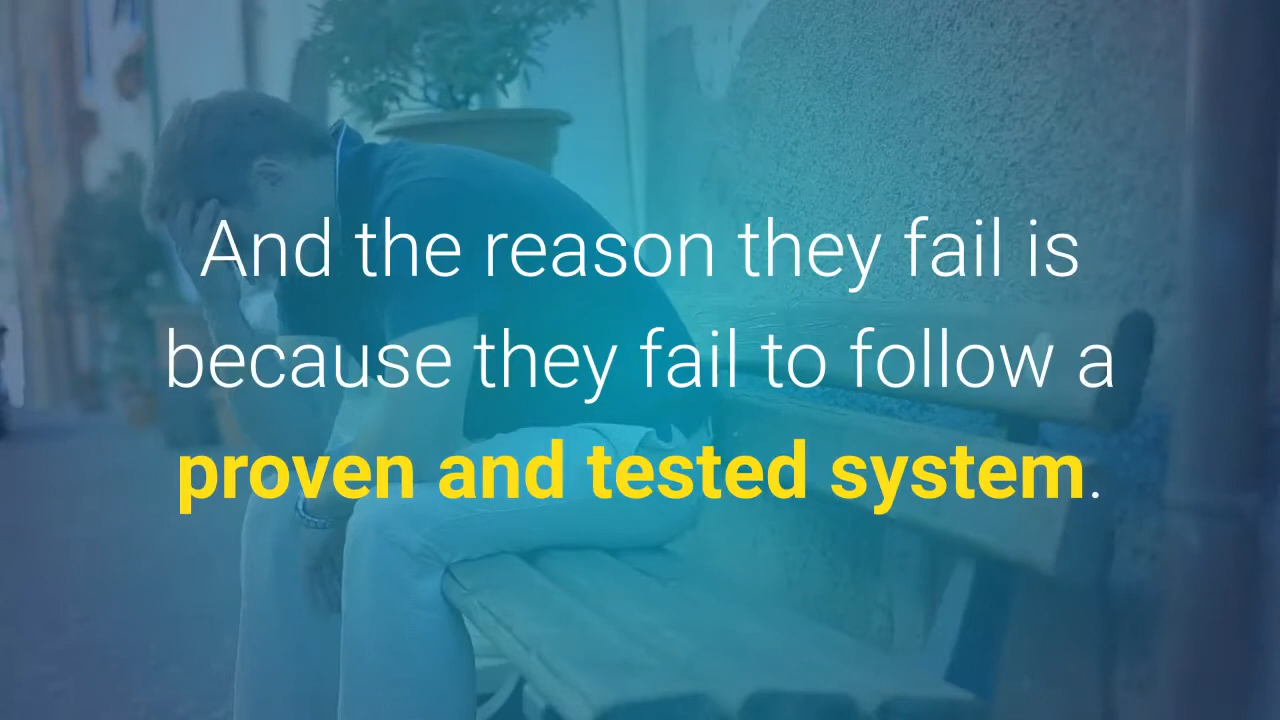 And the reason they fail is
because they fail to follow a
proven and tested system.